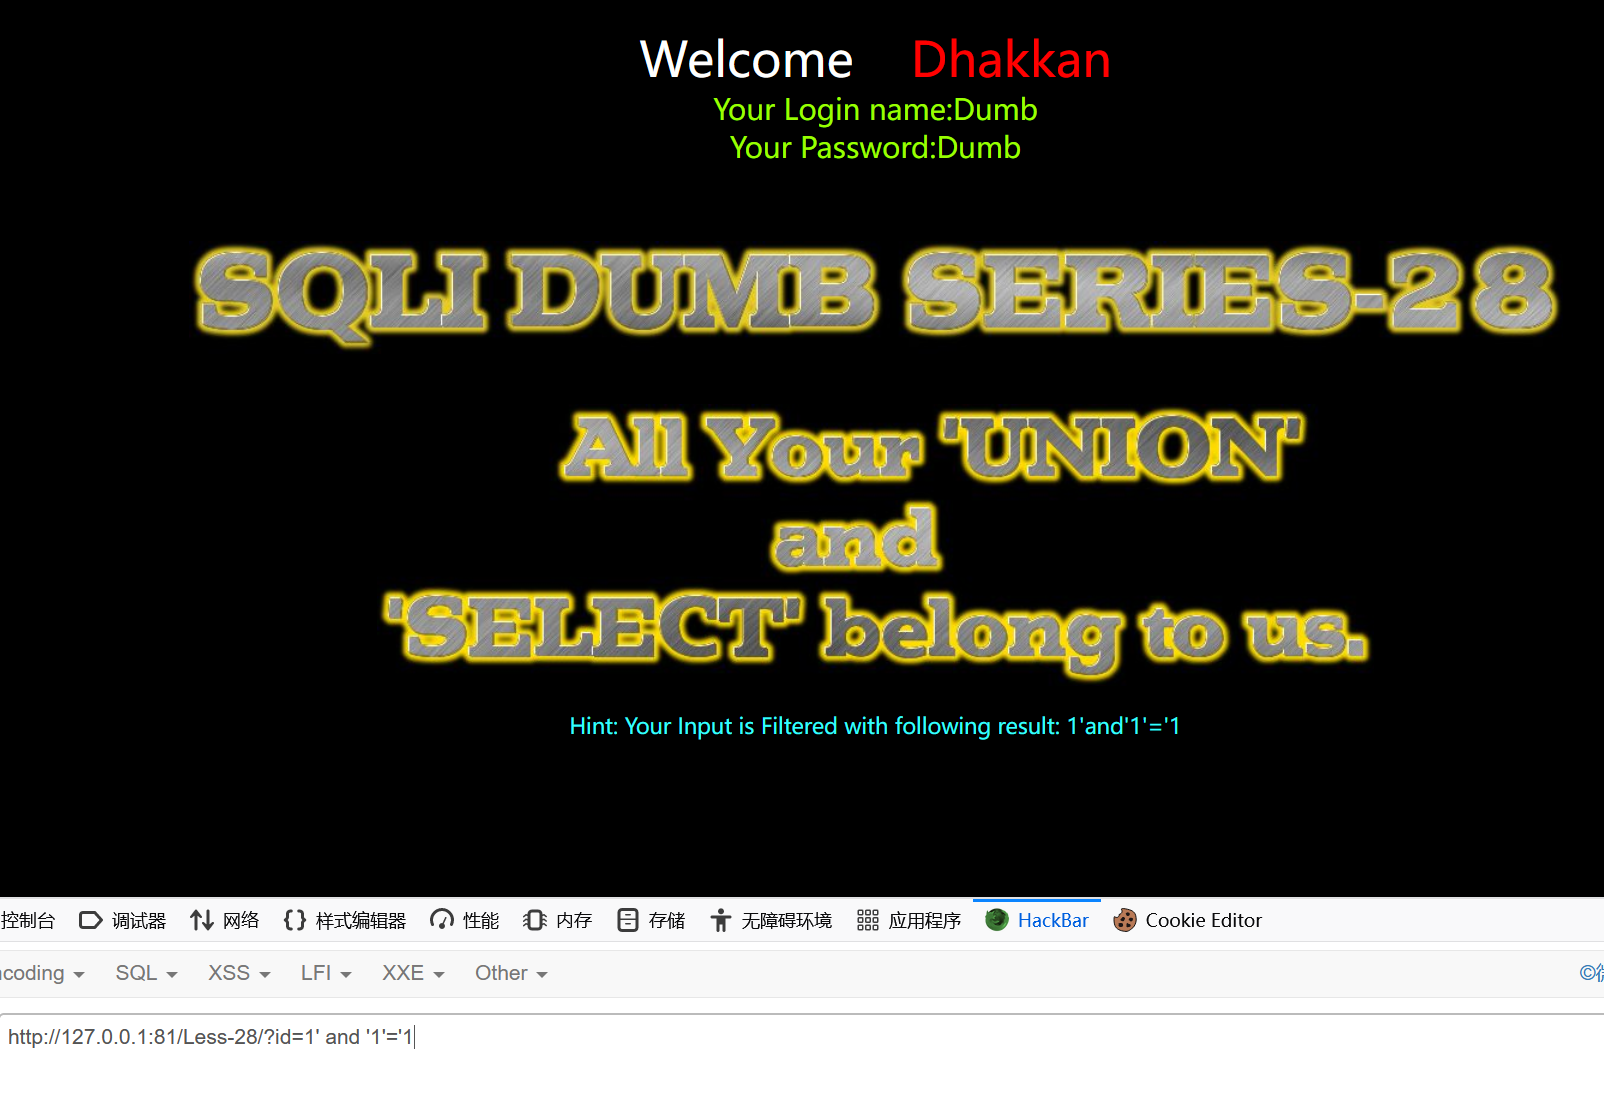 Welcome Dhakkan
Your Login name:Dumb
Your Password:Dumb
SQLI DUMB SERIES-28
All Your 'UNION'
and
'SELECT' belong to us.
Hint: Your Input is Filtered with following result: 1'and'1'='1
控制台 调试器 网络 样式编辑器 性能 内存 存储 无障碍环境 应用程序 HackBar Cookie Editor
ncoding SQL XSS LFI XXE Other ©
http://127.0.0.1:81/Less-28/?id=1' and '1'='1